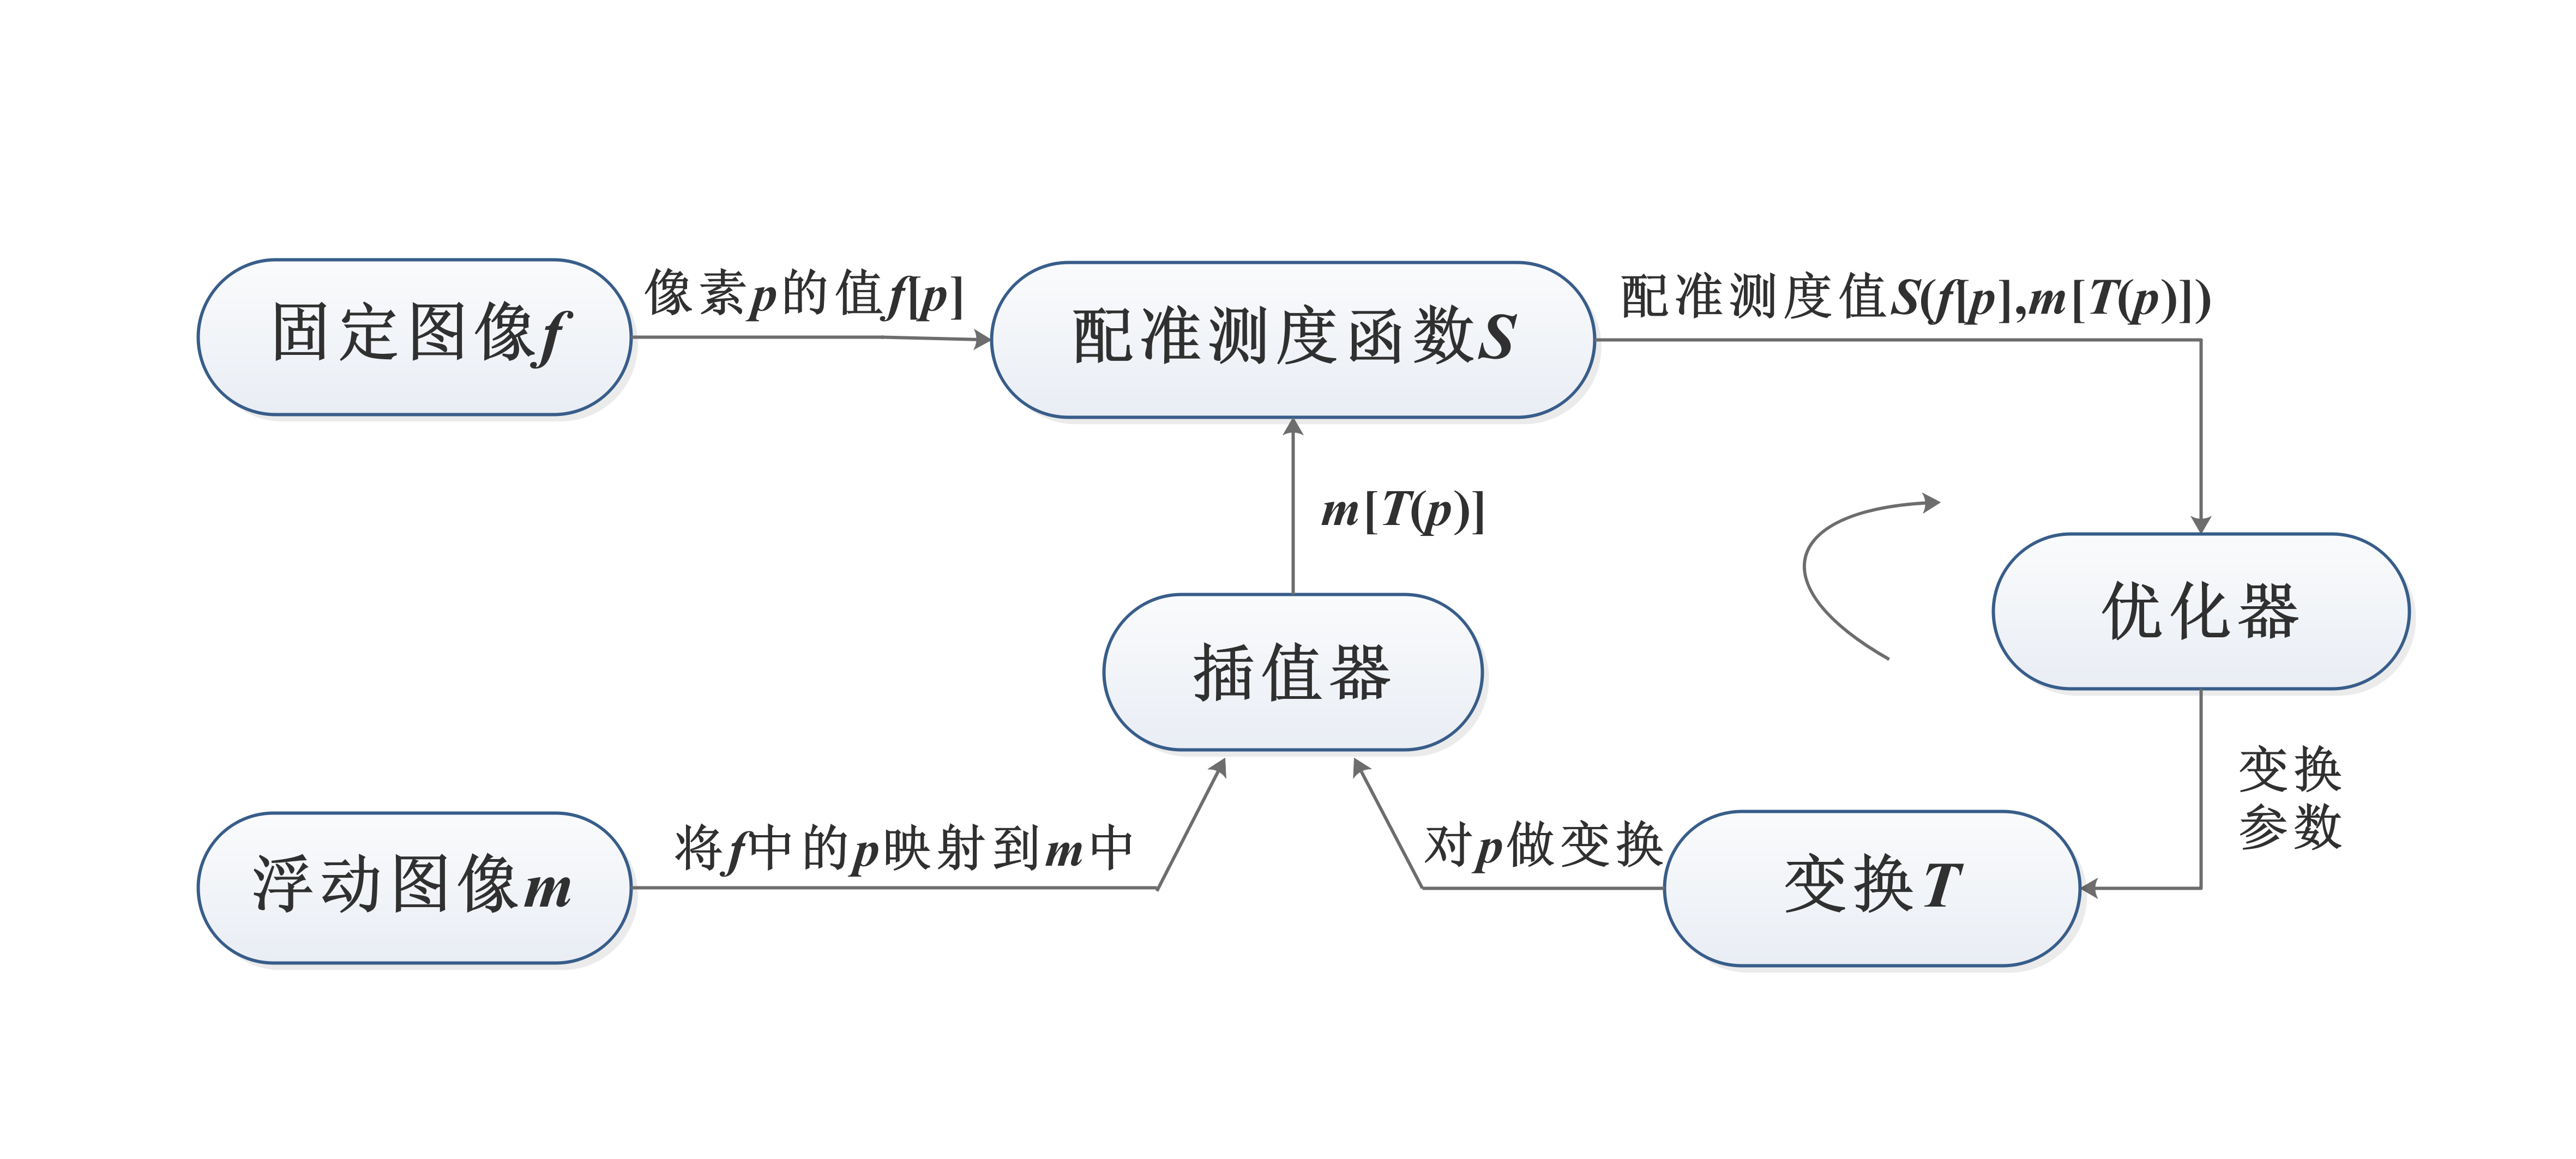 固定图像f
像素p的值f[p]
配准测度函数S
配准测度值S(f[p],m[T(p)])
m[T(p)]
优化器
插值器
变换
参数
浮动图像m
将f中的p映射到m中
对p做变换
变换T